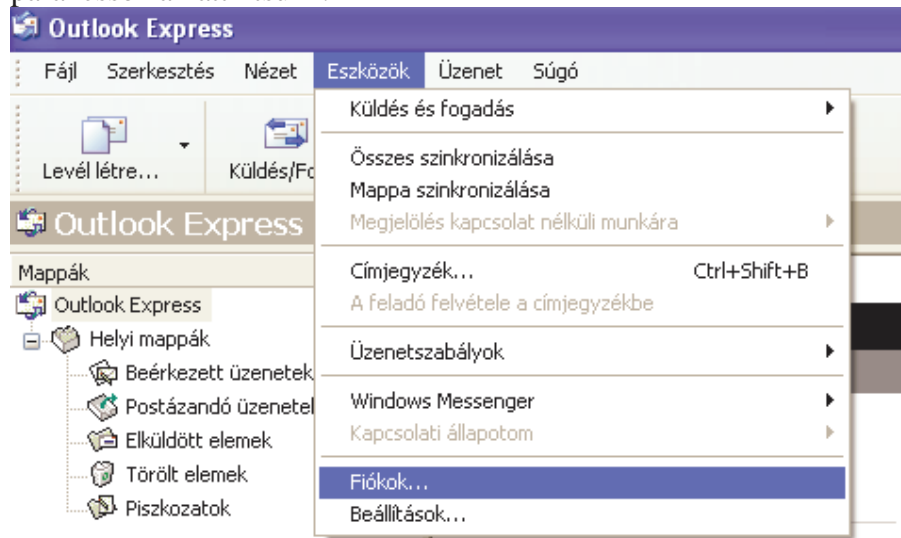 Outlook Express
Fájl Szerkesztés Nézet Eszközök Üzenet Súgó
Levél létre... Küldés/Fo
Outlook Express
Mappák
Outlook Express
Helyi mappák
Beérkezett üzenetek
Postázandó üzenetek
Elküldött elemek
Törölt elemek
Piszkozatok
Küldés és fogadás
Összes szinkronizálása
Mappa szinkronizálása
Megjelölés kapcsolat nélküli munkára
Címjegyzék... Ctrl+Shift+B
A feladó felvétele a címjegyzékbe
Üzenetszabályok
Windows Messenger
Kapcsolati állapotom
Fiókok...
Beállítások...